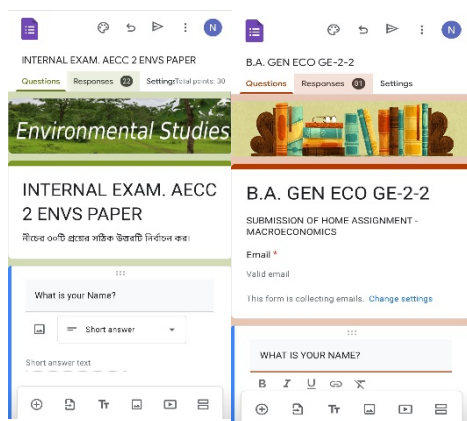 N
INTERNAL EXAM. AECC 2 ENVS PAPER
Questions Responses 22 Settings Total points: 30
Environmental Studies
INTERNAL EXAM. AECC
2 ENVS PAPER
নীচের ৩০টি প্রশ্নের সঠিক উত্তরটি নির্বাচন কর।
What is your Name?
Short answer
Short answer text
Tт
N
B.A. GEN ECO GE-2-2
Questions Responses 81 Settings
B.A. GEN ECO GE-2-2
SUBMISSION OF HOME ASSIGNMENT -
MACROECONOMICS
Email *
Valid email
This form is collecting emails. Change settings
WHAT IS YOUR NAME?
B I U
Tт